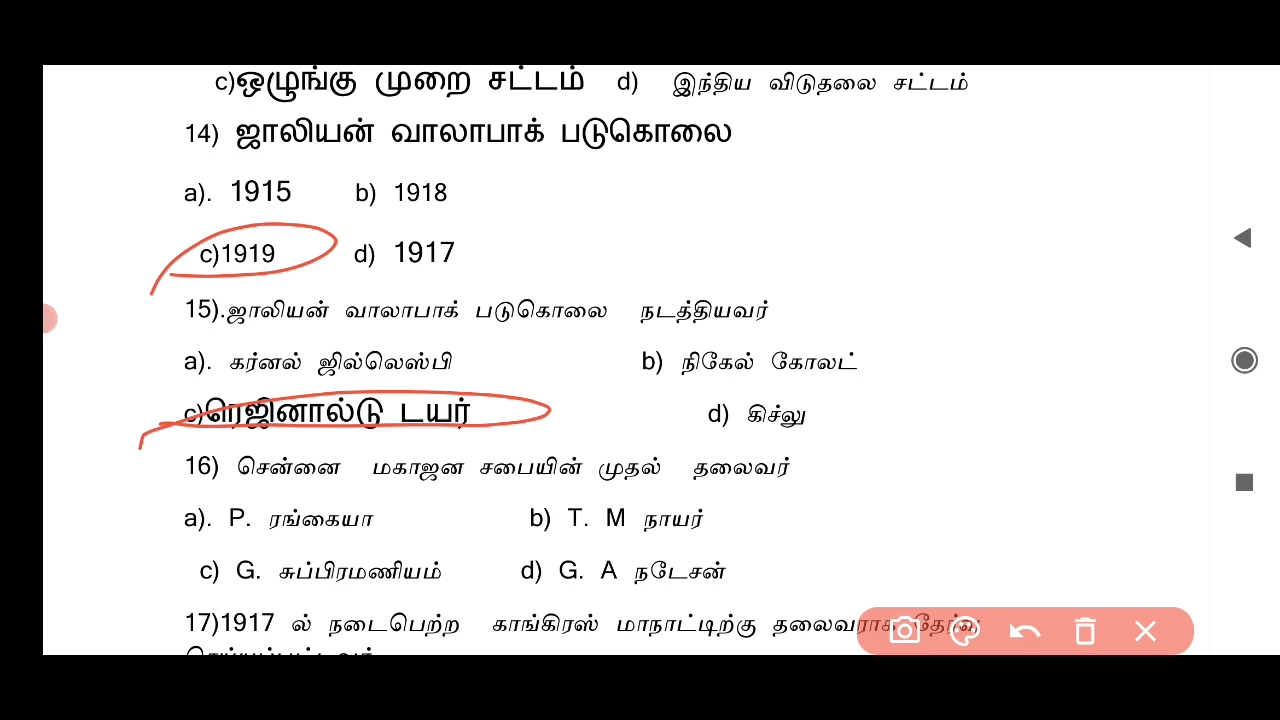 c)ஒழுங்கு முறை சட்டம் d) இந்திய விடுதலை சட்டம்
14) ஜாலியன் வாலாபாக் படுகொலை
a). 1915 b) 1918
c)1919 d) 1917
15).ஜாலியன் வாலாபாக் படுகொலை நடத்தியவர்
a). கர்னல் ஜில்லெஸ்பி b) நிகேல் கோலட்
c)ரெஜினால்டு டயர் d) கிச்லு
16) சென்னை மகாஜன சபையின் முதல் தலைவர்
a). P. ரங்கையா b) T. M நாயர்
c) G. சுப்பிரமணியம் d) G. A நடேசன்
17)1917 ல் நடைபெற்ற காங்கிரஸ் மாநாட்டிற்கு தலைவராக தேர்வு